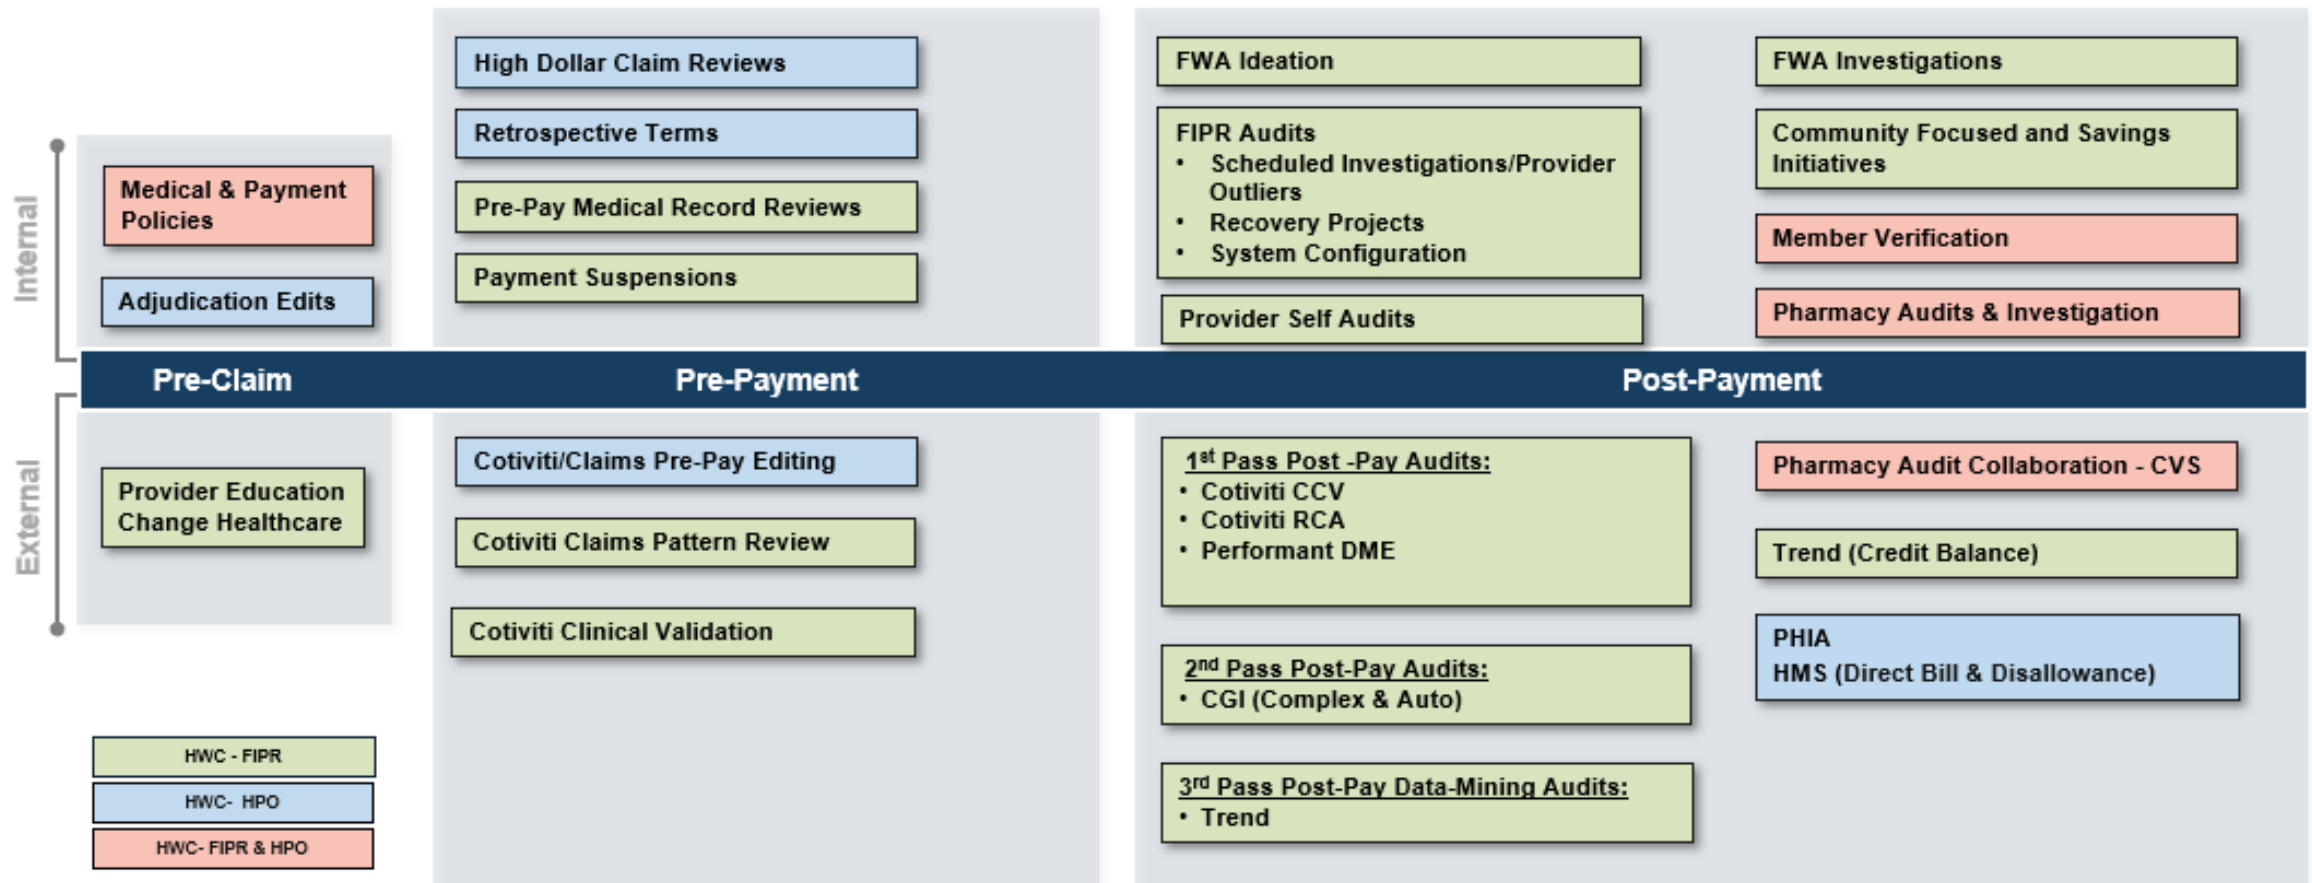 Internal
Medical & Payment
Policies
Adjudication Edits
High Dollar Claim Reviews
Retrospective Terms
Pre-Pay Medical Record Reviews
Payment Suspensions
FWA Ideation
FIPR Audits
• Scheduled Investigations/Provider
Outliers
• Recovery Projects
• System Configuration
Provider Self Audits
FWA Investigations
Community Focused and Savings
Initiatives
Member Verification
Pharmacy Audits & Investigation
Pre-Claim
Pre-Payment
Post-Payment
External
Provider Education
Change Healthcare
Cotiviti/Claims Pre-Pay Editing
Cotiviti Claims Pattern Review
Cotiviti Clinical Validation
1st Pass Post -Pay Audits:
• Cotiviti CCV
• Cotiviti RCA
• Performant DME
2nd Pass Post-Pay Audits:
• CGI (Complex & Auto)
3rd Pass Post-Pay Data-Mining Audits:
• Trend
Pharmacy Audit Collaboration - CVS
Trend (Credit Balance)
PHIA
HMS (Direct Bill & Disallowance)
HWC - FIPR
HWC- HPO
HWC- FIPR & HPO